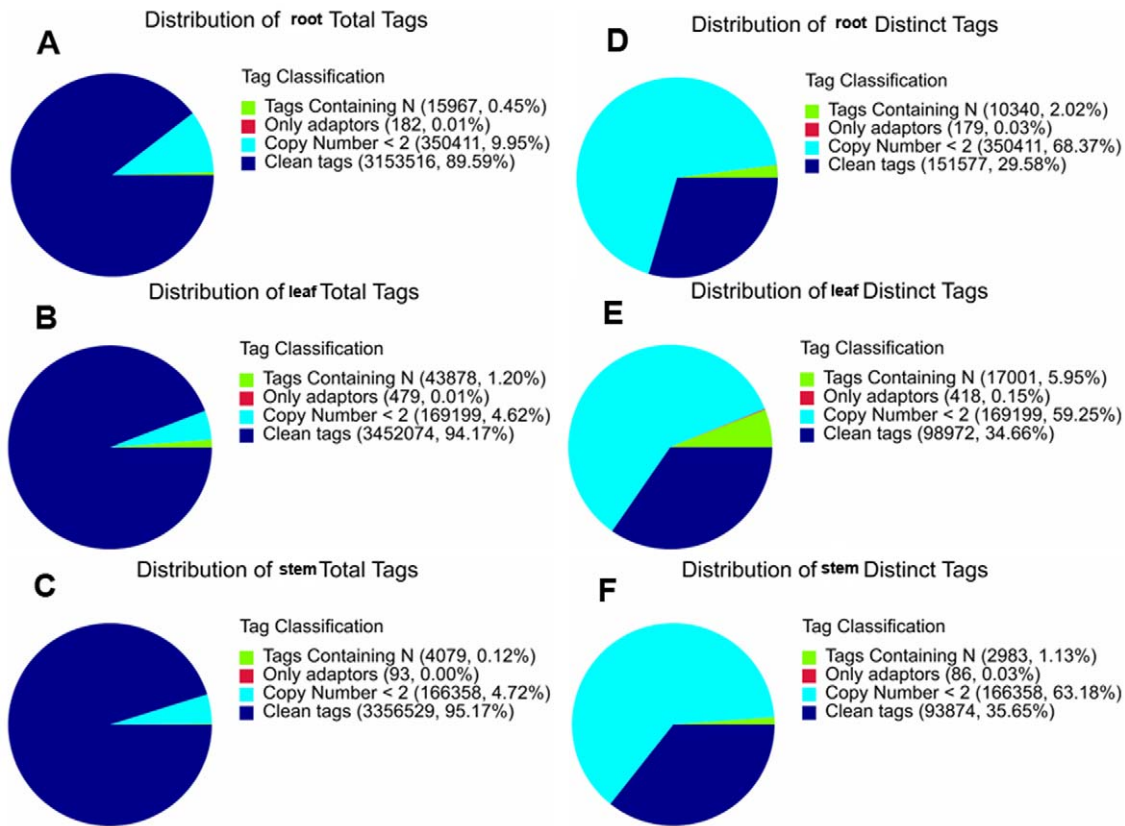 A
Distribution of root Total Tags
Tag Classification
Tags Containing N (15967, 0.45%)
Only adaptors (182, 0.01%)
Copy Number < 2 (350411, 9.95%)
Clean tags (3153516, 89.59%)
D
Distribution of root Distinct Tags
Tag Classification
Tags Containing N (10340, 2.02%)
Only adaptors (179, 0.03%)
Copy Number < 2 (350411, 68.37%)
Clean tags (151577, 29.58%)
B
Distribution of leaf Total Tags
Tag Classification
Tags Containing N (43878, 1.20%)
Only adaptors (479, 0.01%)
Copy Number < 2 (169199, 4.62%)
Clean tags (3452074, 94.17%)
E
Distribution of leaf Distinct Tags
Tag Classification
Tags Containing N (17001, 5.95%)
Only adaptors (418, 0.15%)
Copy Number < 2 (169199, 59.25%)
Clean tags (98972, 34.66%)
C
Distribution of stem Total Tags
Tag Classification
Tags Containing N (4079, 0.12%)
Only adaptors (93, 0.00%)
Copy Number < 2 (166358, 4.72%)
Clean tags (3356529, 95.17%)
F
Distribution of stem Distinct Tags
Tag Classification
Tags Containing N (2983, 1.13%)
Only adaptors (86, 0.03%)
Copy Number < 2 (166358, 63.18%)
Clean tags (93874, 35.65%)